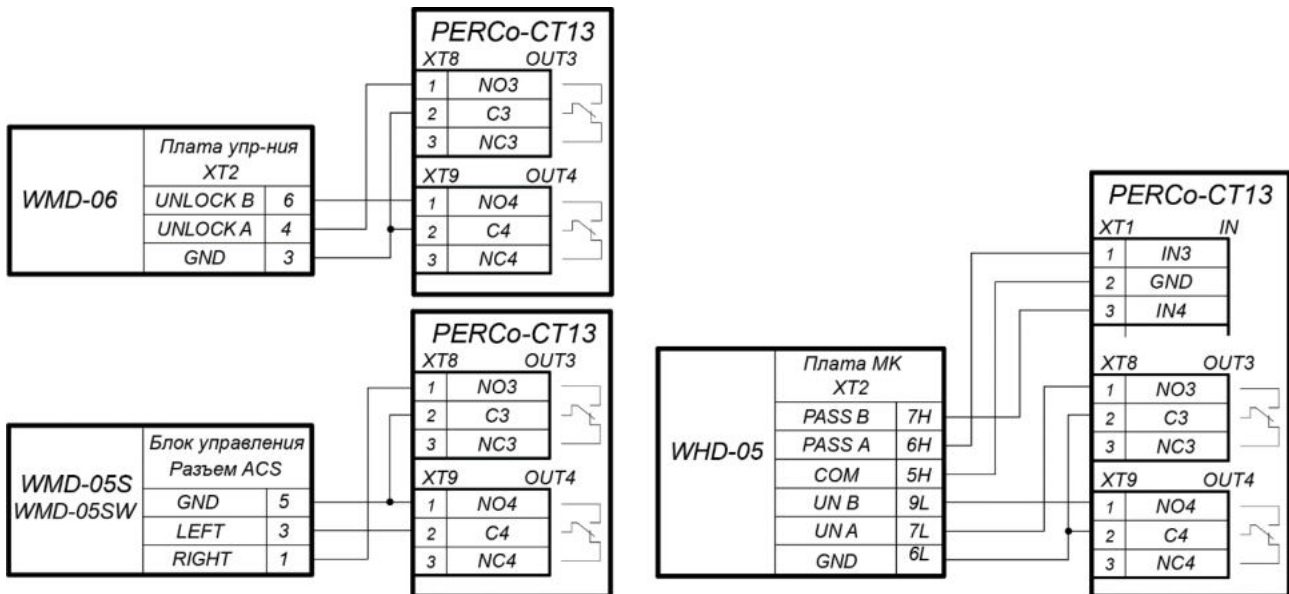 PERCo-CT13
XT8 OUT3
1 NO3
2 C3
3 NC3
XT9 OUT4
1 NO4
2 C4
3 NC4
WMD-06
Плата упр-ния
XT2
UNLOCK B 6
UNLOCK A 4
GND 3
PERCo-CT13
XT8 OUT3
1 NO3
2 C3
3 NC3
XT9 OUT4
1 NO4
2 C4
3 NC4
WMD-05S
WMD-05SW
Блок управления
Разъем ACS
GND 5
LEFT 3
RIGHT 1
PERCo-CT13
XT1 IN
1 IN3
2 GND
3 IN4
XT8 OUT3
1 NO3
2 C3
3 NC3
XT9 OUT4
1 NO4
2 C4
3 NC4
WHD-05
Плата МК
XT2
PASS B 7H
PASS A 6H
COM 5H
UN B 9L
UN A 7L
GND 6L